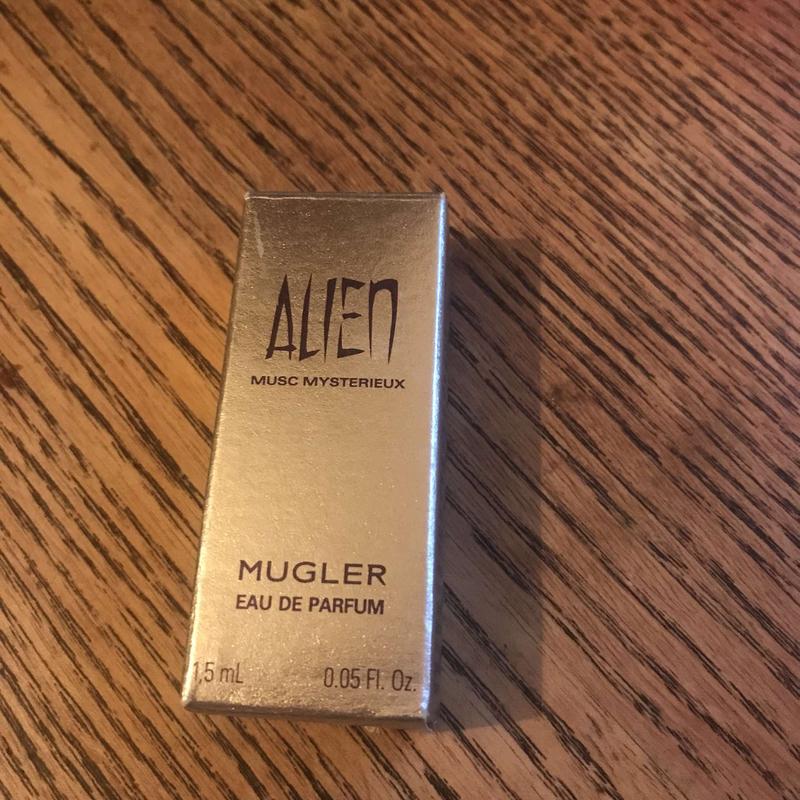 ALIEN
MUSC MYSTERIEUX
MUGLER
EAU DE PARFUM
1,5 mL 0.05 Fl. Oz.